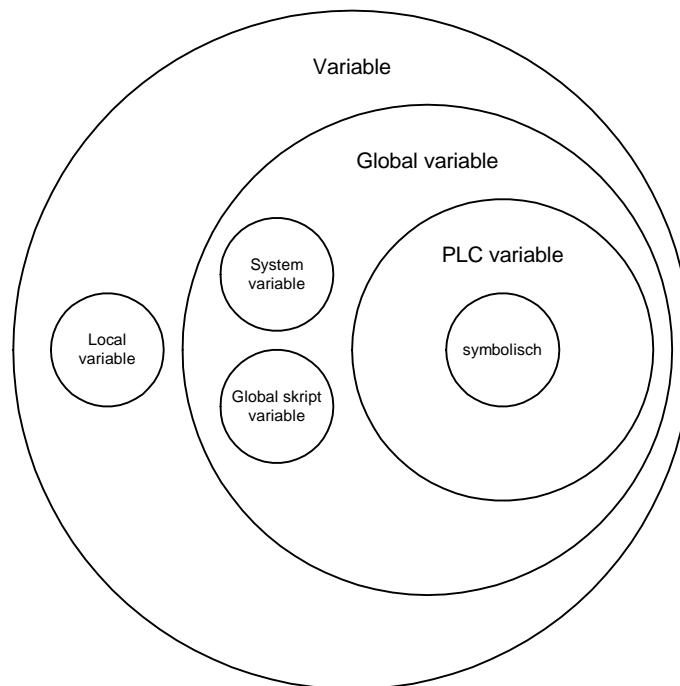 Variable
Global variable
System
variable
PLC variable
Local
variable
symbolisch
Global skript
variable